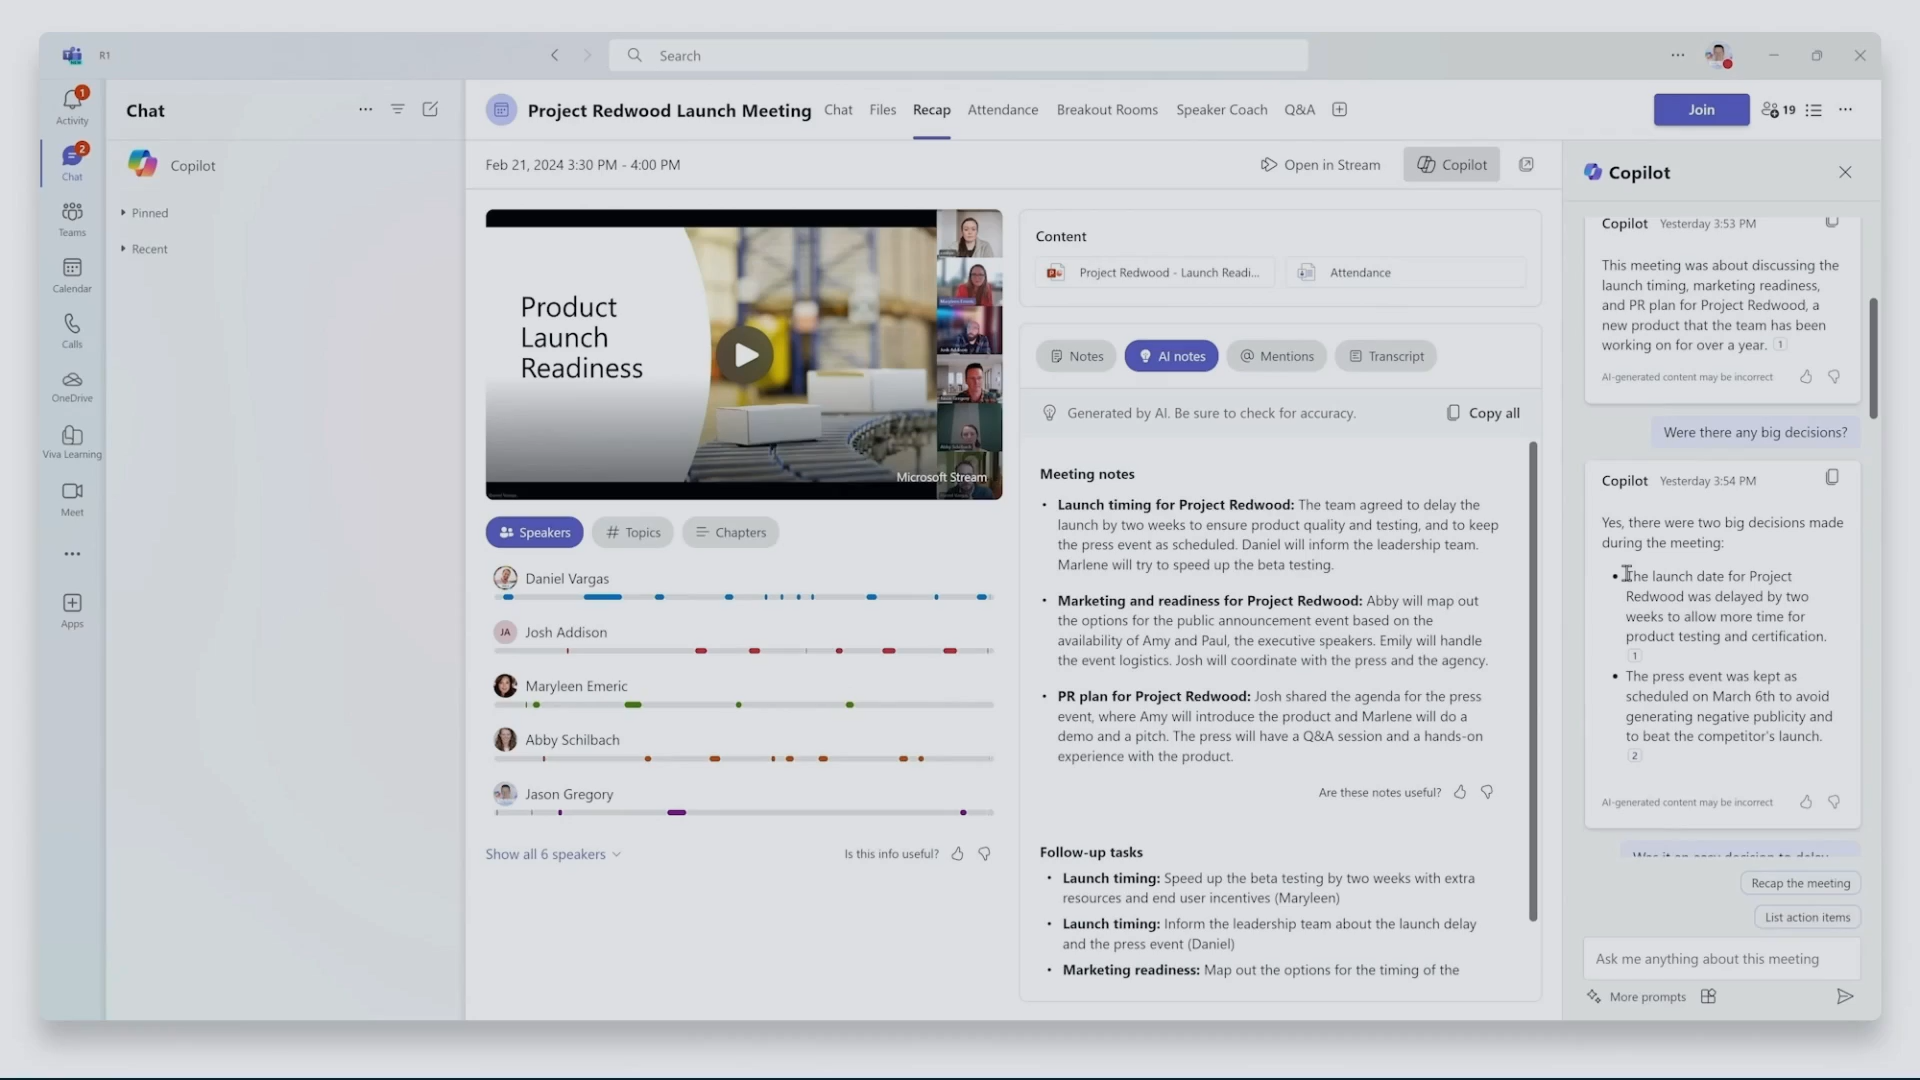 R1
Search
1
Activity
2
Chat
Teams
Calendar
Calls
OneDrive
Viva Learning
Meet
Apps
Chat
Copilot
Pinned
Recent
Project Redwood Launch Meeting
Chat
Files
Recap
Attendance
Breakout Rooms
Speaker Coach
Q&A
Join
19
Feb 21, 2024 3:30 PM - 4:00 PM
Open in Stream
Copilot
Product
Launch
Readiness
Microsoft Stream
Speakers
# Topics
Chapters
Daniel Vargas
JA
Josh Addison
Maryleen Emeric
Abby Schilbach
Jason Gregory
Show all 6 speakers
Is this info useful?
Content
Project Redwood - Launch Readi...
Attendance
Notes
AI notes
@ Mentions
Transcript
Generated by AI. Be sure to check for accuracy.
Copy all
Meeting notes
• Launch timing for Project Redwood: The team agreed to delay the
launch by two weeks to ensure product quality and testing, and to keep
the press event as scheduled. Daniel will inform the leadership team.
Marlene will try to speed up the beta testing.
• Marketing and readiness for Project Redwood: Abby will map out
the options for the public announcement event based on the
availability of Amy and Paul, the executive speakers. Emily will handle
the event logistics. Josh will coordinate with the press and the agency.
• PR plan for Project Redwood: Josh shared the agenda for the press
event, where Amy will introduce the product and Marlene will do a
demo and a pitch. The press will have a Q&A session and a hands-on
experience with the product.
Are these notes useful?
Follow-up tasks
• Launch timing: Speed up the beta testing by two weeks with extra
resources and end user incentives (Maryleen)
• Launch timing: Inform the leadership team about the launch delay
and the press event (Daniel)
• Marketing readiness: Map out the options for the timing of the
Copilot
Copilot Yesterday 3:53 PM
This meeting was about discussing the
launch timing, marketing readiness,
and PR plan for Project Redwood, a
new product that the team has been
working on for over a year. 1
AI-generated content may be incorrect
Were there any big decisions?
Copilot Yesterday 3:54 PM
Yes, there were two big decisions made
during the meeting:
• The launch date for Project
Redwood was delayed by two
weeks to allow more time for
product testing and certification.
1
• The press event was kept as
scheduled on March 6th to avoid
generating negative publicity and
to beat the competitor's launch.
2
AI-generated content may be incorrect
Was it an easy decision to delay
Recap the meeting
List action items
Ask me anything about this meeting
More prompts